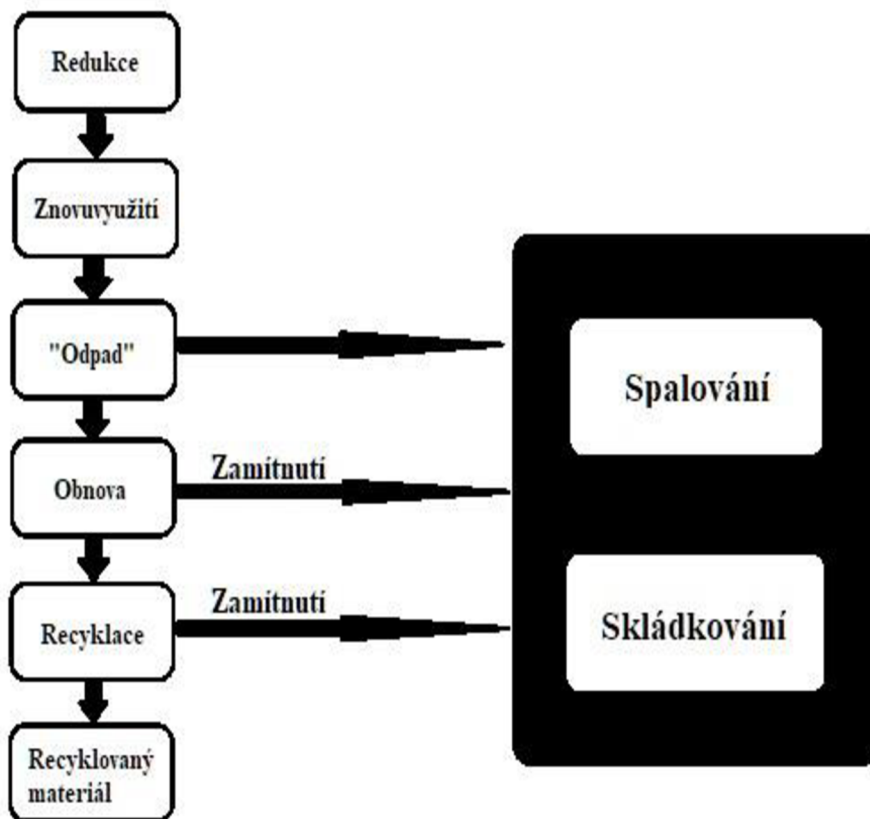 Redukce
Znovuvyužití
"Odpad"
Obnova
Recyklace
Recyklovaný
materiál
Zamítnutí
Zamítnutí
Spalování
Skládkování